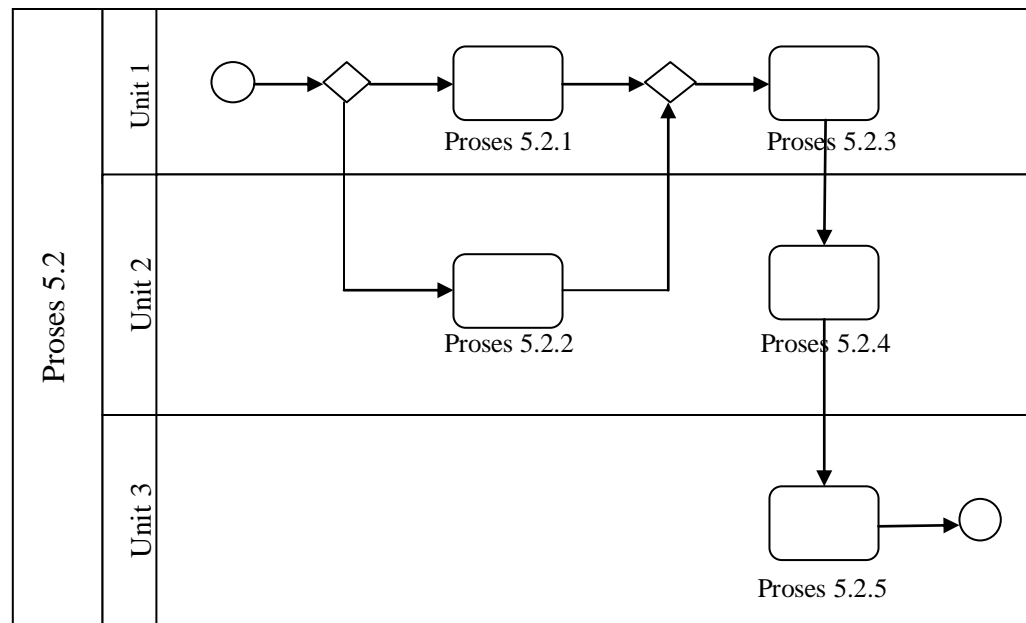 Proses 5.2
Unit 1
Proses 5.2.1
Proses 5.2.3
Unit 2
Proses 5.2.2
Proses 5.2.4
Unit 3
Proses 5.2.5